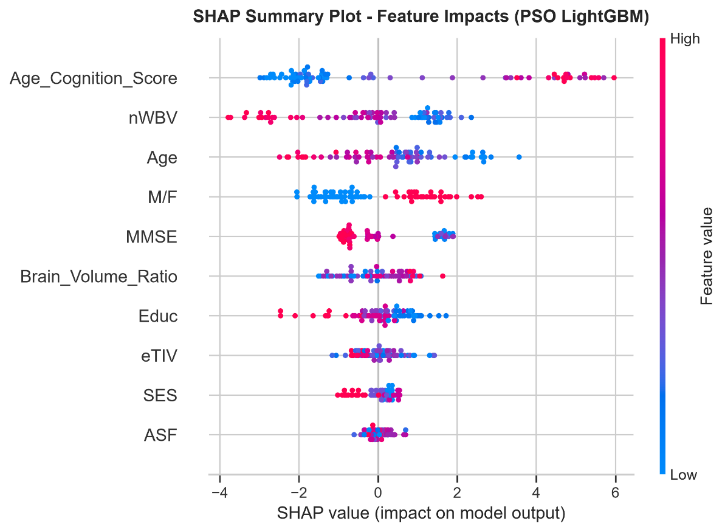 SHAP Summary Plot - Feature Impacts (PSO LightGBM)
High
Age_Cognition_Score
nWBV
Age
M/F
MMSE
Brain_Volume_Ratio
Educ
eTIV
SES
ASF
Feature value
Low
−4 −2 0 2 4 6
SHAP value (impact on model output)